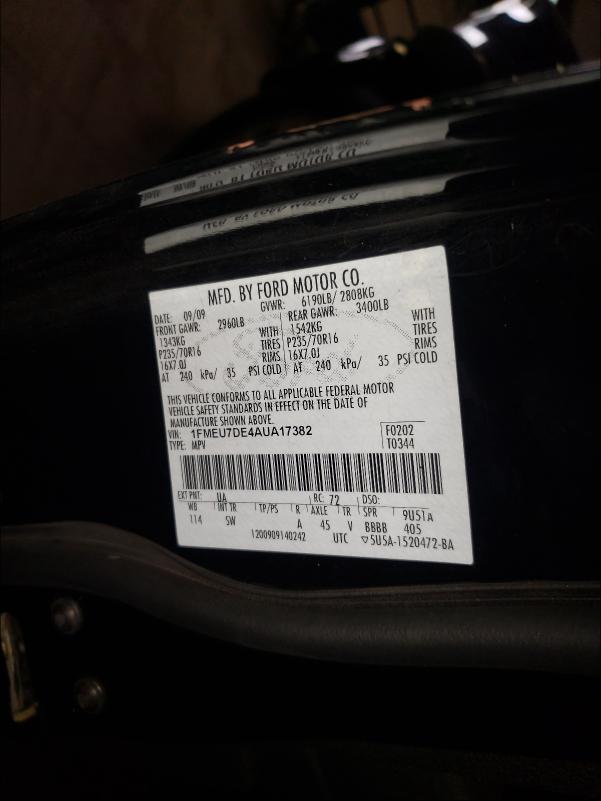 MFD. BY FORD MOTOR CO.
DATE: 09/09 GVWR: 6190LB/ 2808KG
FRONT GAWR: 2960LB REAR GAWR: 3400LB
1343KG WITH 1542KG WITH
P235/70R16 TIRES P235/70R16 TIRES
16X7.0J RIMS 16X7.0J RIMS
AT 240 kPa/ 35 PSI COLD AT 240 kPa/ 35 PSI COLD
THIS VEHICLE CONFORMS TO ALL APPLICABLE FEDERAL MOTOR
VEHICLE SAFETY STANDARDS IN EFFECT ON THE DATE OF
MANUFACTURE SHOWN ABOVE.
VIN: 1FMEU7DE4AUA17382 F0202
TYPE: MPV T0344
EXT PNT: UA RC: 72 DSO:
WB INT TR TP/PS R AXLE TR SPR 9U51A
114 5W A 45 V BBBB 405
1200909140242 UTC ▽5U5A-1520472-BA